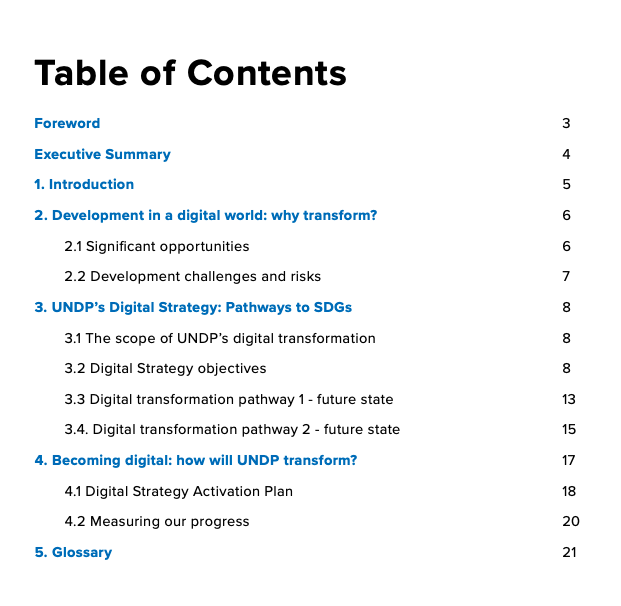 Table of Contents
Foreword 3
Executive Summary 4
1. Introduction 5
2. Development in a digital world: why transform? 6
2.1 Significant opportunities 6
2.2 Development challenges and risks 7
3. UNDP’s Digital Strategy: Pathways to SDGs 8
3.1 The scope of UNDP’s digital transformation 8
3.2 Digital Strategy objectives 8
3.3 Digital transformation pathway 1 - future state 13
3.4. Digital transformation pathway 2 - future state 15
4. Becoming digital: how will UNDP transform? 17
4.1 Digital Strategy Activation Plan 18
4.2 Measuring our progress 20
5. Glossary 21